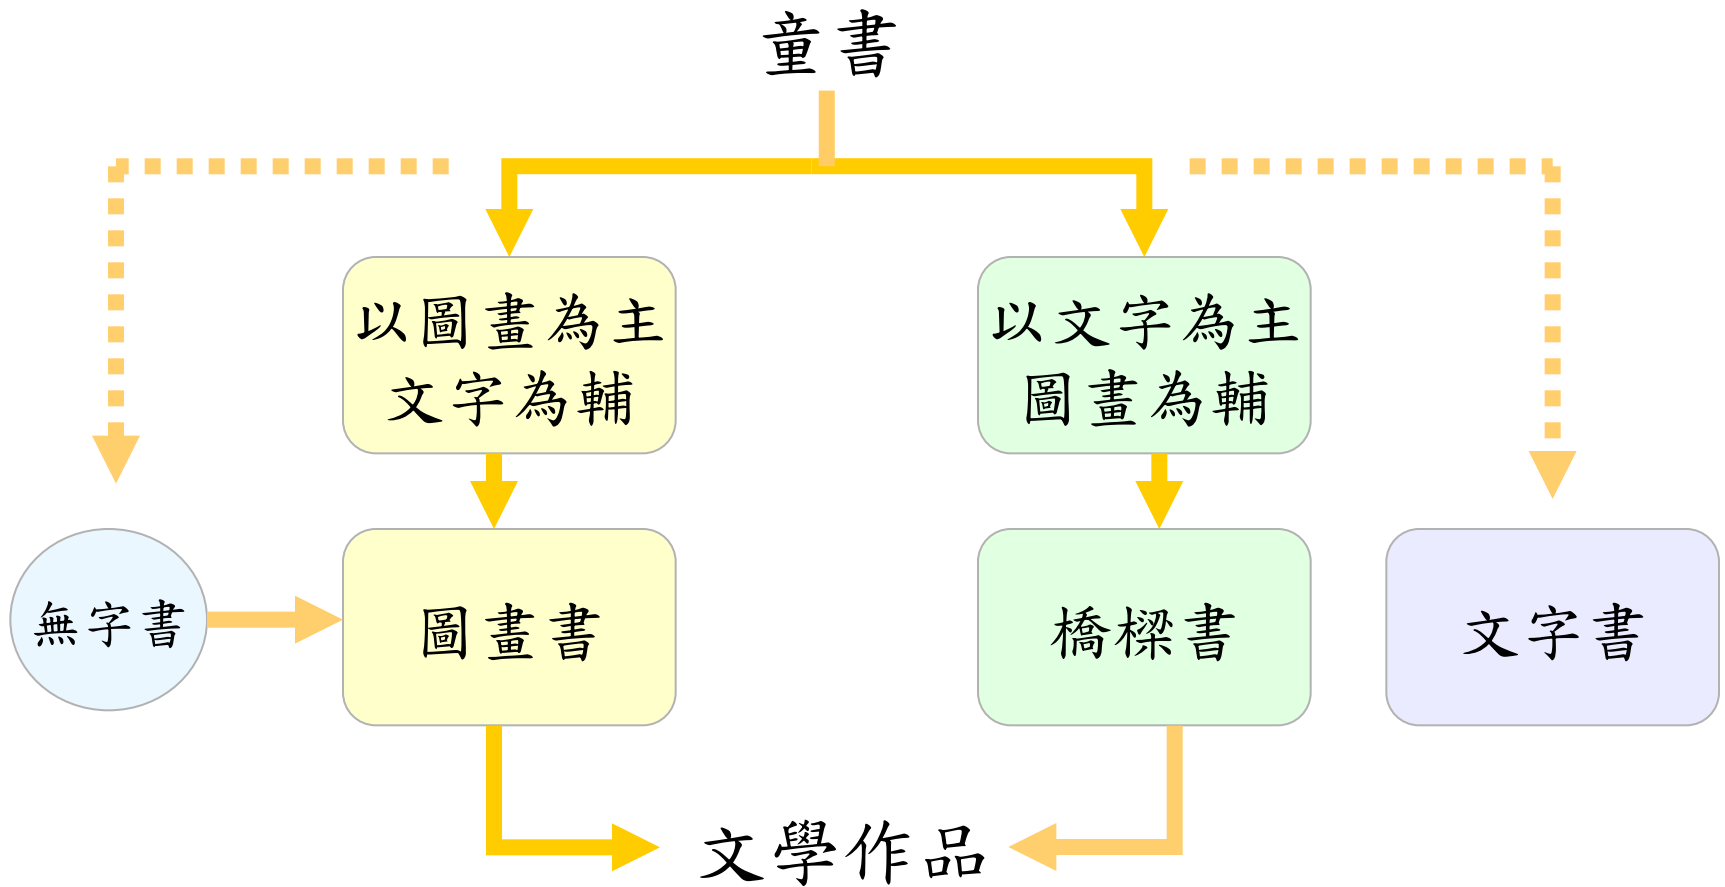 童書
以圖畫為主
文字為輔
以文字為主
圖畫為輔
無字書
圖畫書
橋樑書
文字書
文學作品